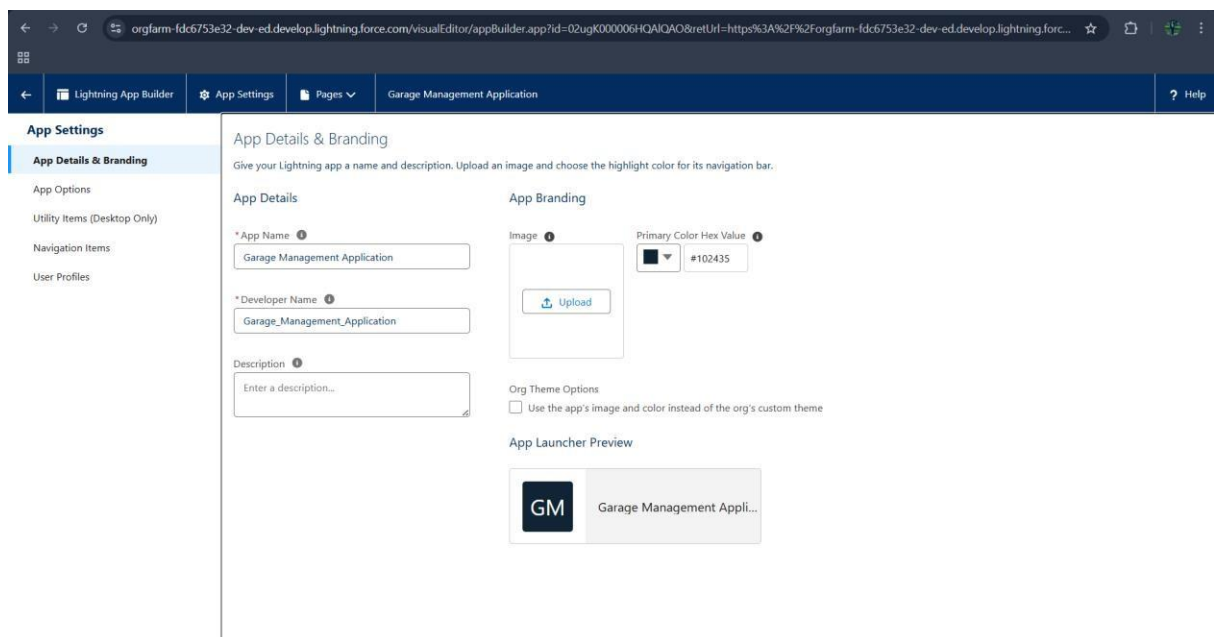 orgfarm-fdc6753e32-dev-ed.develop.lightning.force.com/visualEditor/appBuilder.app?id=02ugK000006HQAlQAO&retUrl=https%3A%2F%2Forgfarm-fdc6753e32-dev-ed.develop.lightning.forc...
Lightning App Builder App Settings Pages Garage Management Application ? Help
App Settings
App Details & Branding
App Options
Utility Items (Desktop Only)
Navigation Items
User Profiles
App Details & Branding
Give your Lightning app a name and description. Upload an image and choose the highlight color for its navigation bar.
App Details
*App Name
Garage Management Application
*Developer Name
Garage_Management_Application
Description
Enter a description...
App Branding
Image Primary Color Hex Value
#102435
Upload
Org Theme Options
Use the app's image and color instead of the org's custom theme
App Launcher Preview
GM Garage Management Appli...